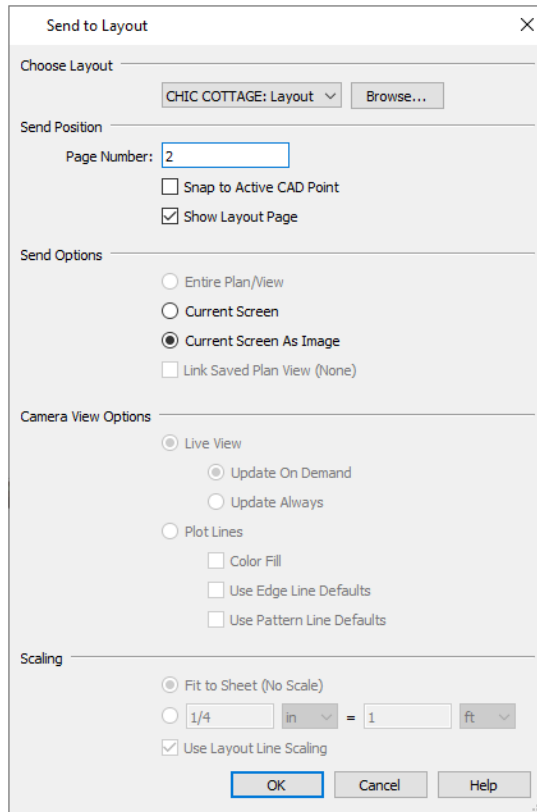 Send to Layout
Choose Layout
CHIC COTTAGE: Layout Browse...
Send Position
Page Number: 2
Snap to Active CAD Point
Show Layout Page
Send Options
Entire Plan/View
Current Screen
Current Screen As Image
Link Saved Plan View (None)
Camera View Options
Live View
Update On Demand
Update Always
Plot Lines
Color Fill
Use Edge Line Defaults
Use Pattern Line Defaults
Scaling
Fit to Sheet (No Scale)
1/4 in = 1 ft
Use Layout Line Scaling
OK Cancel Help